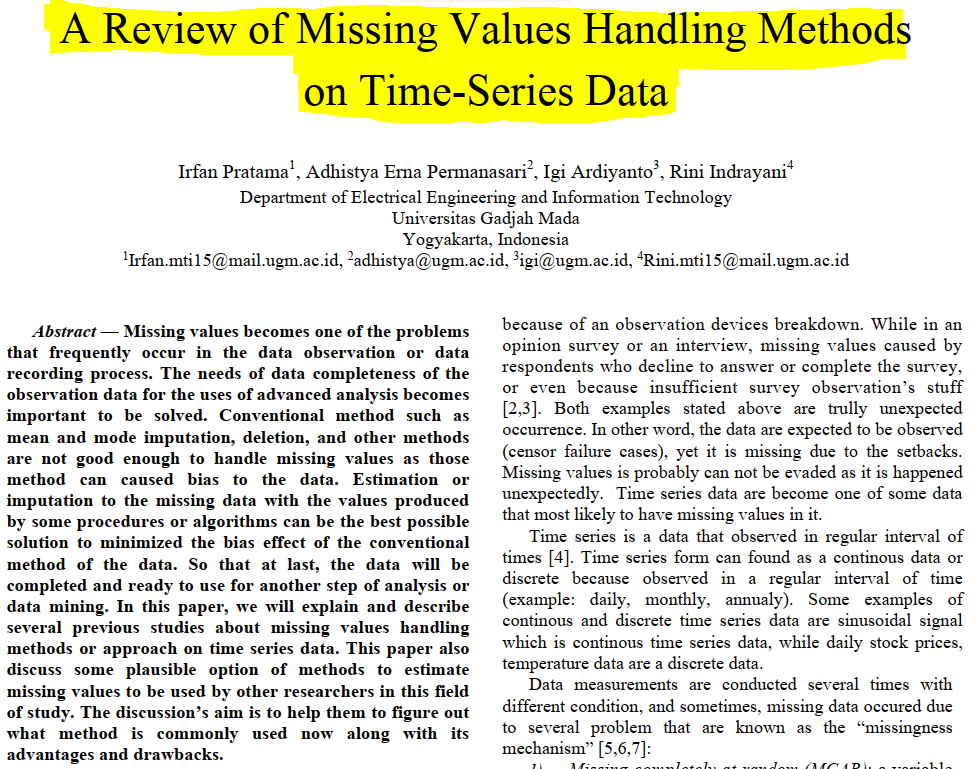 A Review of Missing Values Handling Methods
on Time-Series Data
Irfan Pratama1, Adhistya Erna Permanasari2, Igi Ardiyanto3, Rini Indrayani4
Department of Electrical Engineering and Information Technology
Universitas Gadjah Mada
Yogyakarta, Indonesia
1Irfan.mti15@mail.ugm.ac.id, 2adhistya@ugm.ac.id, 3igi@ugm.ac.id, 4Rini.mti15@mail.ugm.ac.id
Abstract — Missing values becomes one of the problems
that frequently occur in the data observation or data
recording process. The needs of data completeness of the
observation data for the uses of advanced analysis becomes
important to be solved. Conventional method such as
mean and mode imputation, deletion, and other methods
are not good enough to handle missing values as those
method can caused bias to the data. Estimation or
imputation to the missing data with the values produced
by some procedures or algorithms can be the best possible
solution to minimized the bias effect of the conventional
method of the data. So that at last, the data will be
completed and ready to use for another step of analysis or
data mining. In this paper, we will explain and describe
several previous studies about missing values handling
methods or approach on time series data. This paper also
discuss some plausible option of methods to estimate
missing values to be used by other researchers in this field
of study. The discussion's aim is to help them to figure out
what method is commonly used now along with its
advantages and drawbacks.
because of an observation devices breakdown. While in an
opinion survey or an interview, missing values caused by
respondents who decline to answer or complete the survey,
or even because insufficient survey observation's stuff
[2,3]. Both examples stated above are trully unexpected
occurrence. In other word, the data are expected to be observed
(censor failure cases), yet it is missing due to the setbacks.
Missing values is probably can not be evaded as it is happened
unexpectedly. Time series data are become one of some data
that most likely to have missing values in it.
Time series is a data that observed in regular interval of
times [4]. Time series form can found as a continous data or
discrete because observed in a regular interval of time
(example: daily, monthly, annualy). Some examples of
continous and discrete time series data are sinusoidal signal
which is continous time series data, while daily stock prices,
temperature data are a discrete data.
Data measurements are conducted several times with
different condition, and sometimes, missing data occured due
to several problem that are known as the "missingness
mechanism" [5,6,7]:
1) Missing completely at random (MCAR): a variable